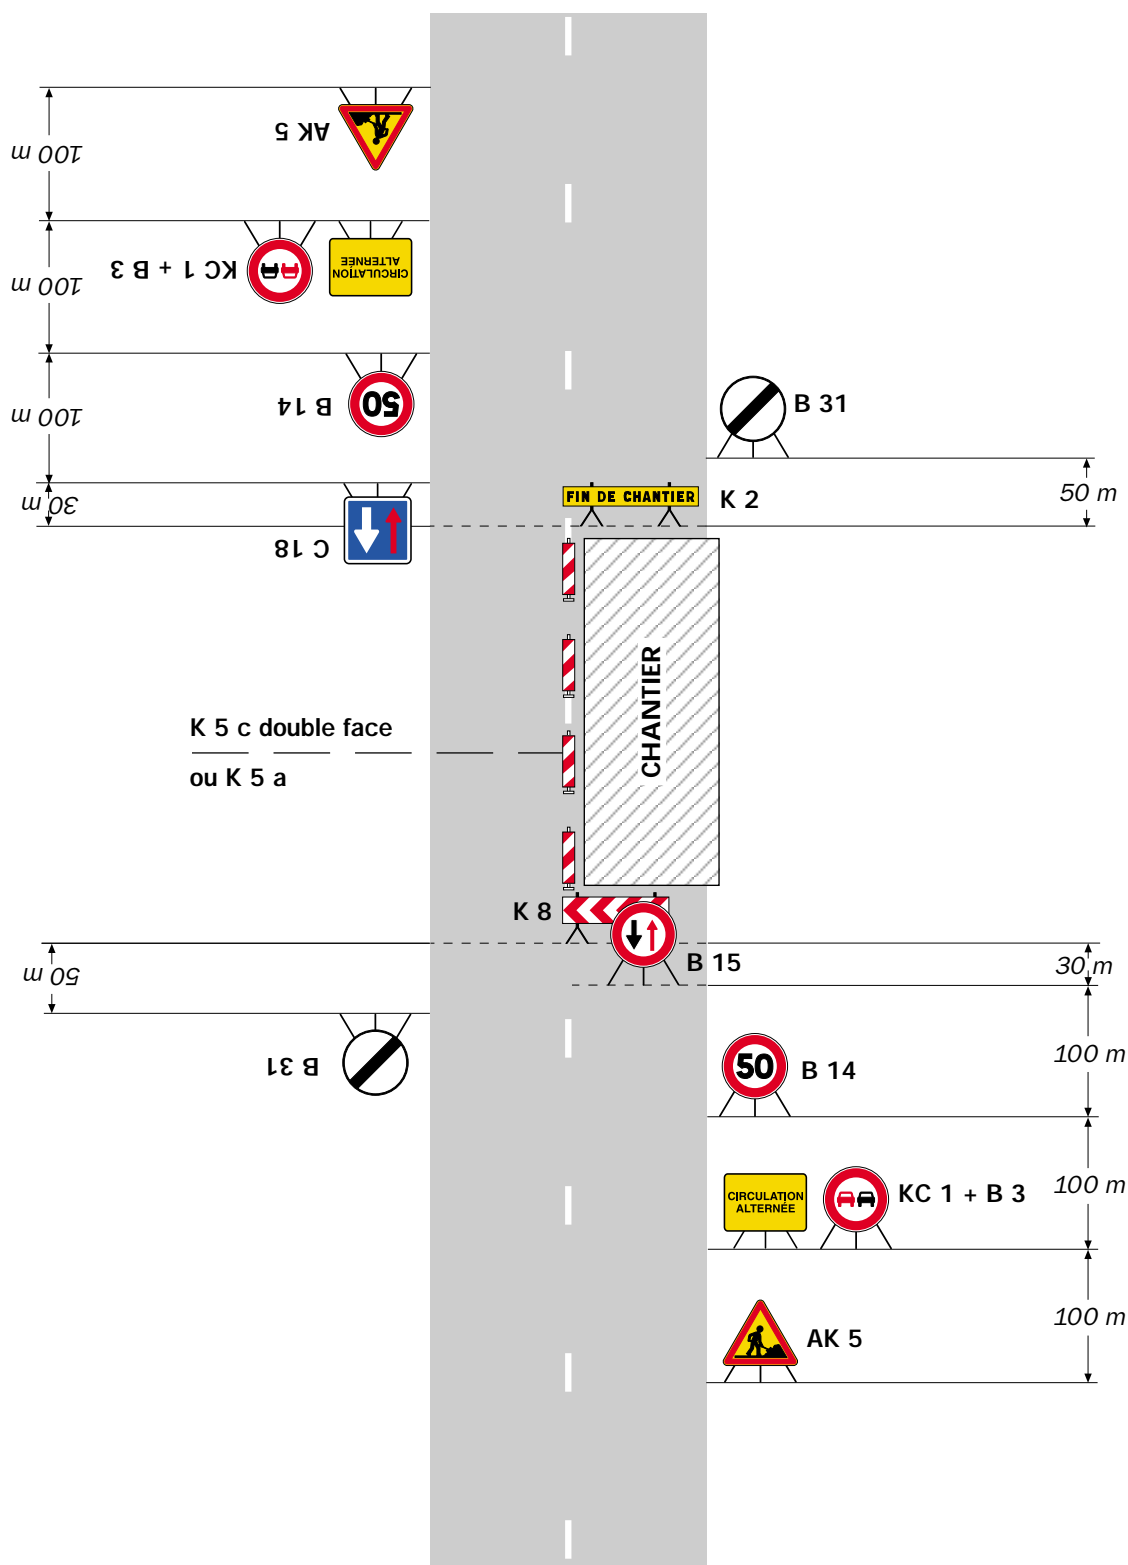 AK 5
100 m
KC 1 + B 3
CIRCULATION
ALTERNÉE
100 m
B 14
50
100 m
30 m
C 18
B 31
50 m
FIN DE CHANTIER
K 2
CHANTIER
K 5 c double face
ou K 5 a
K 8
B 15
50 m
30 m
B 31
50
B 14
100 m
CIRCULATION
ALTERNÉE
KC 1 + B 3
100 m
AK 5
100 m